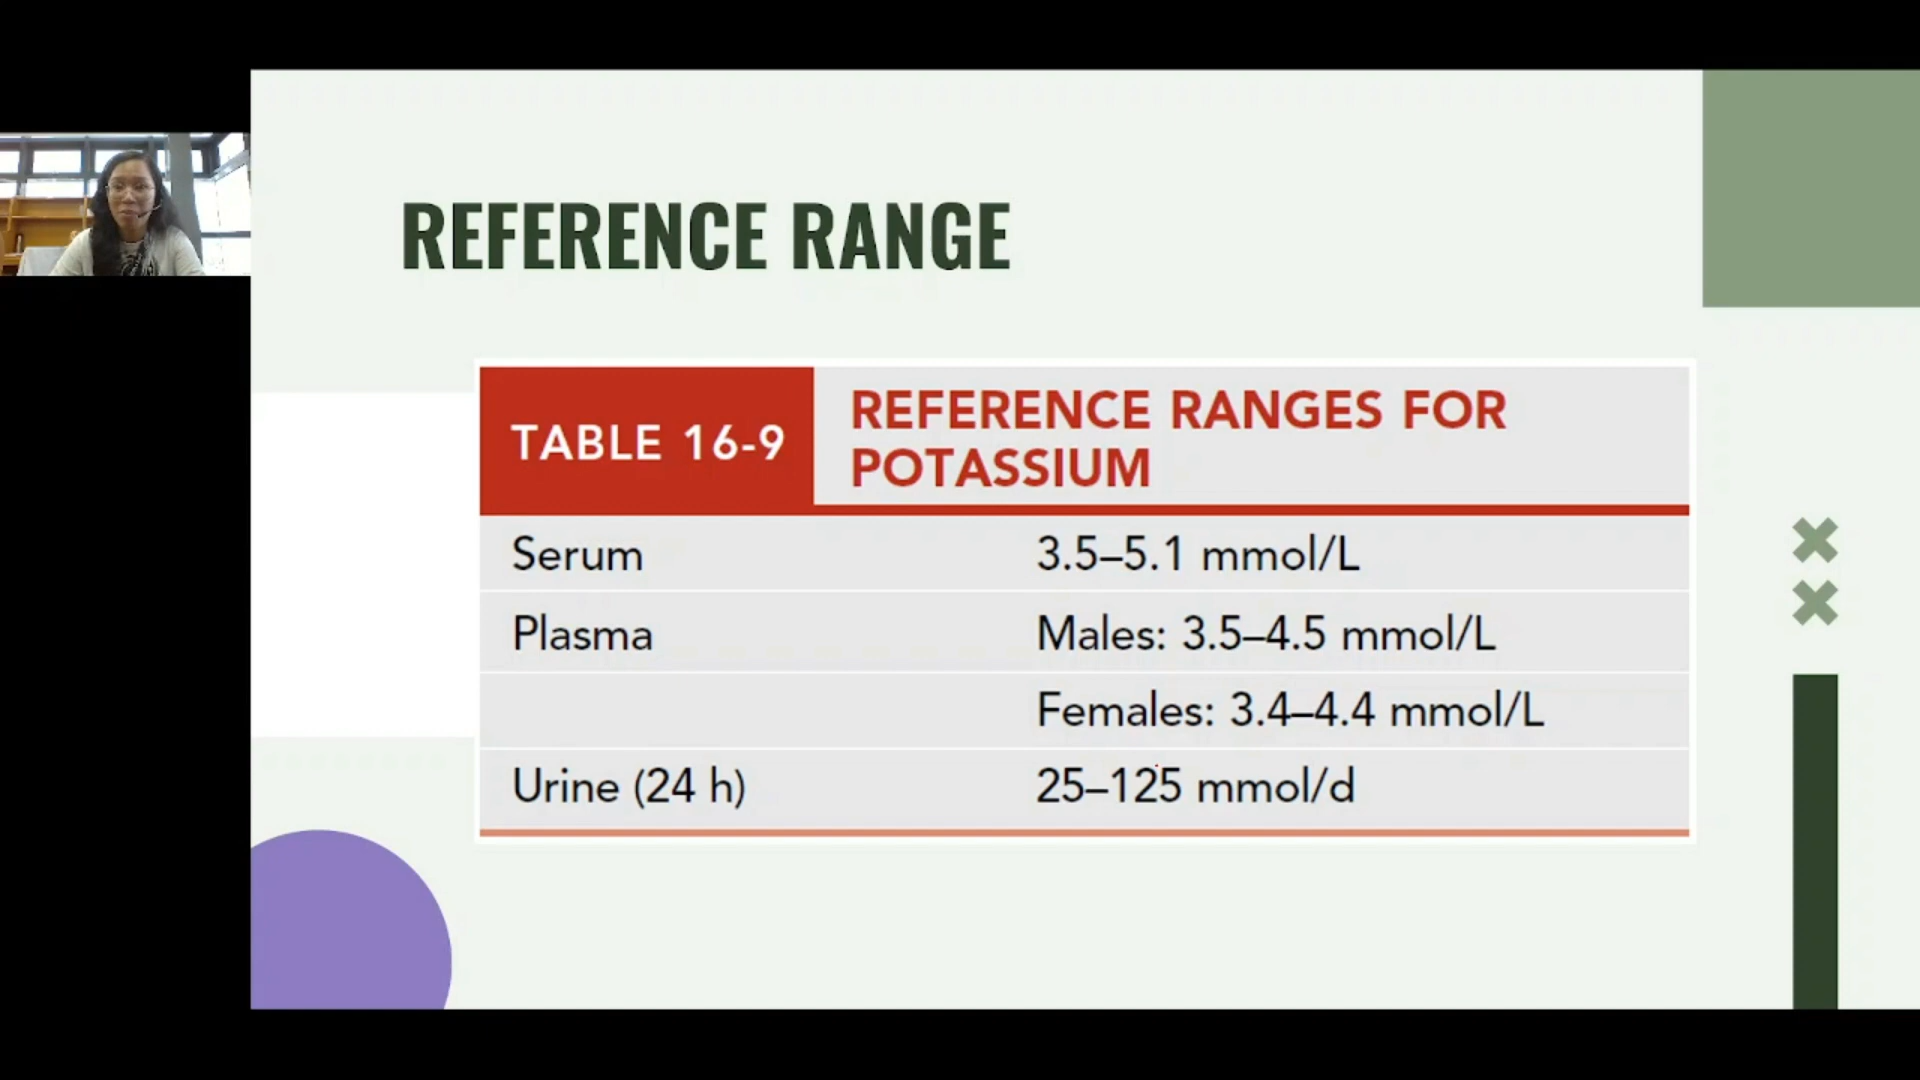 REFERENCE RANGE
TABLE 16-9
REFERENCE RANGES FOR
POTASSIUM
Serum 3.5–5.1 mmol/L
Plasma Males: 3.5–4.5 mmol/L
Females: 3.4–4.4 mmol/L
Urine (24 h) 25–125 mmol/d